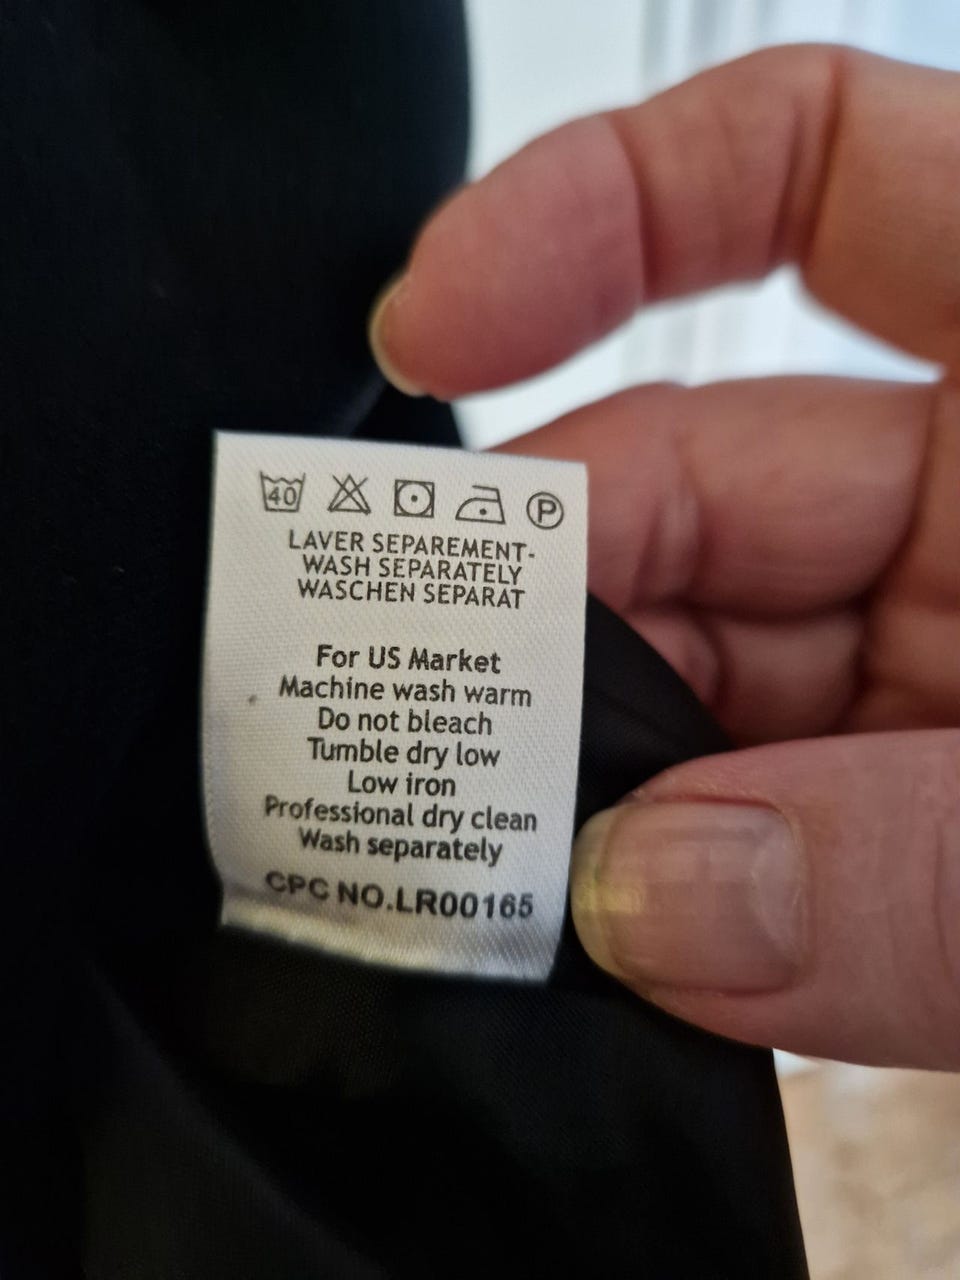 40 P
LAVER SEPAREMENT-
WASH SEPARATELY
WASCHEN SEPARAT
For US Market
Machine wash warm
Do not bleach
Tumble dry low
Low iron
Professional dry clean
Wash separately
CPC NO.LR00165